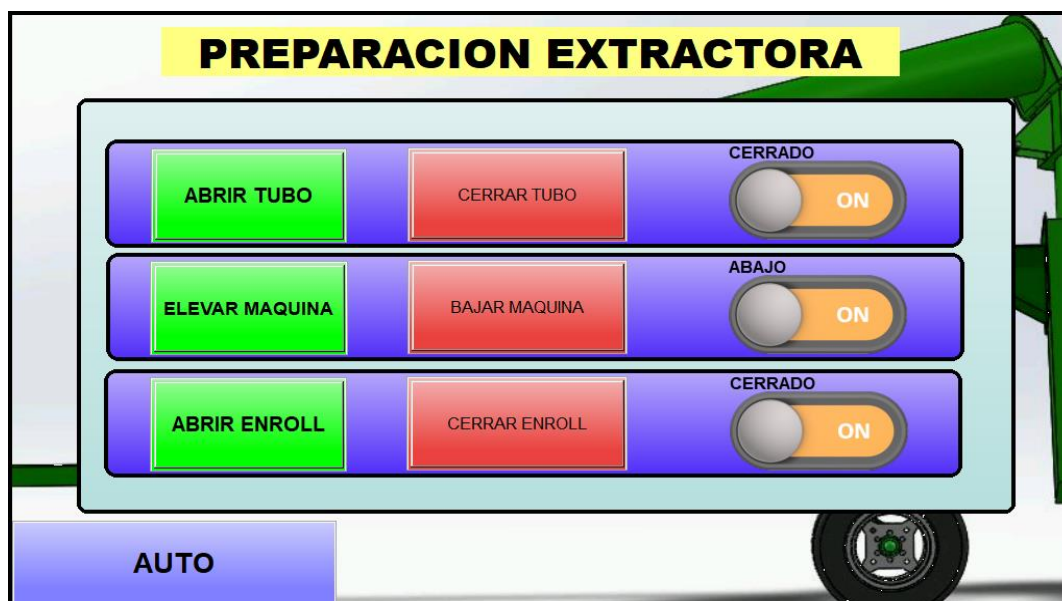 PREPARACION EXTRACTORA
ABRIR TUBO
CERRAR TUBO
CERRADO
ON
ELEVAR MAQUINA
BAJAR MAQUINA
ABAJO
ON
ABRIR ENROLL
CERRAR ENROLL
CERRADO
ON
AUTO